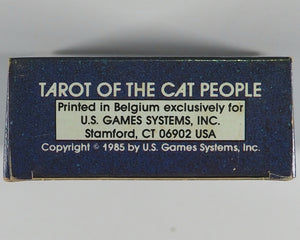 TAROT OF THE CAT PEOPLE
Printed in Belgium exclusively for
U.S. GAMES SYSTEMS, INC.
Stamford, CT 06902 USA
Copyright © 1985 by U.S. Games Systems, Inc.